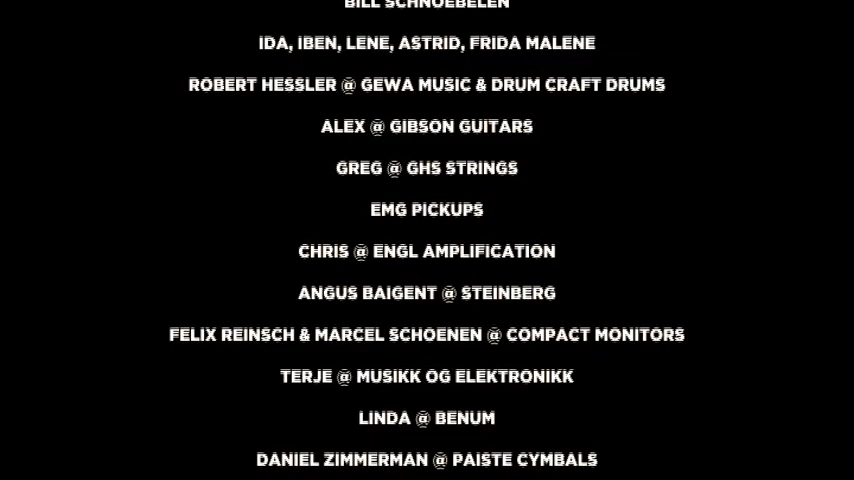 BILL SCHNOEBELEN
IDA, IBEN, LENE, ASTRID, FRIDA MALENE
ROBERT HESSLER @ GEWA MUSIC & DRUM CRAFT DRUMS
ALEX @ GIBSON GUITARS
GREG @ GHS STRINGS
EMG PICKUPS
CHRIS @ ENGL AMPLIFICATION
ANGUS BAIGENT @ STEINBERG
FELIX REINSCH & MARCEL SCHOENEN @ COMPACT MONITORS
TERJE @ MUSIKK OG ELEKTRONIKK
LINDA @ BENUM
DANIEL ZIMMERMAN @ PAISTE CYMBALS